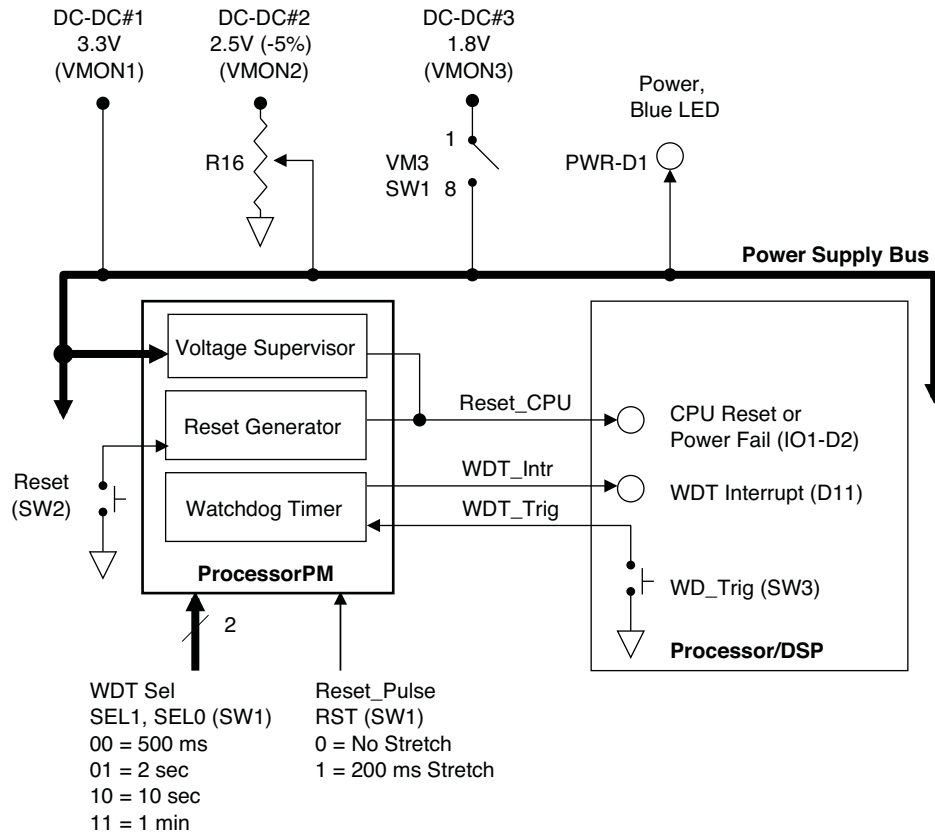 DC-DC#1
3.3V
(VMON1)
DC-DC#2
2.5V (-5%)
(VMON2)
DC-DC#3
1.8V
(VMON3)
Power,
Blue LED
R16
1
VM3
SW1 8
PWR-D1
Power Supply Bus
Voltage Supervisor
Reset Generator
Watchdog Timer
ProcessorPM
Reset
(SW2)
Reset_CPU
WDT_Intr
WDT_Trig
CPU Reset or
Power Fail (IO1-D2)
WDT Interrupt (D11)
WD_Trig (SW3)
Processor/DSP
2
WDT Sel
SEL1, SEL0 (SW1)
00 = 500 ms
01 = 2 sec
10 = 10 sec
11 = 1 min
Reset_Pulse
RST (SW1)
0 = No Stretch
1 = 200 ms Stretch